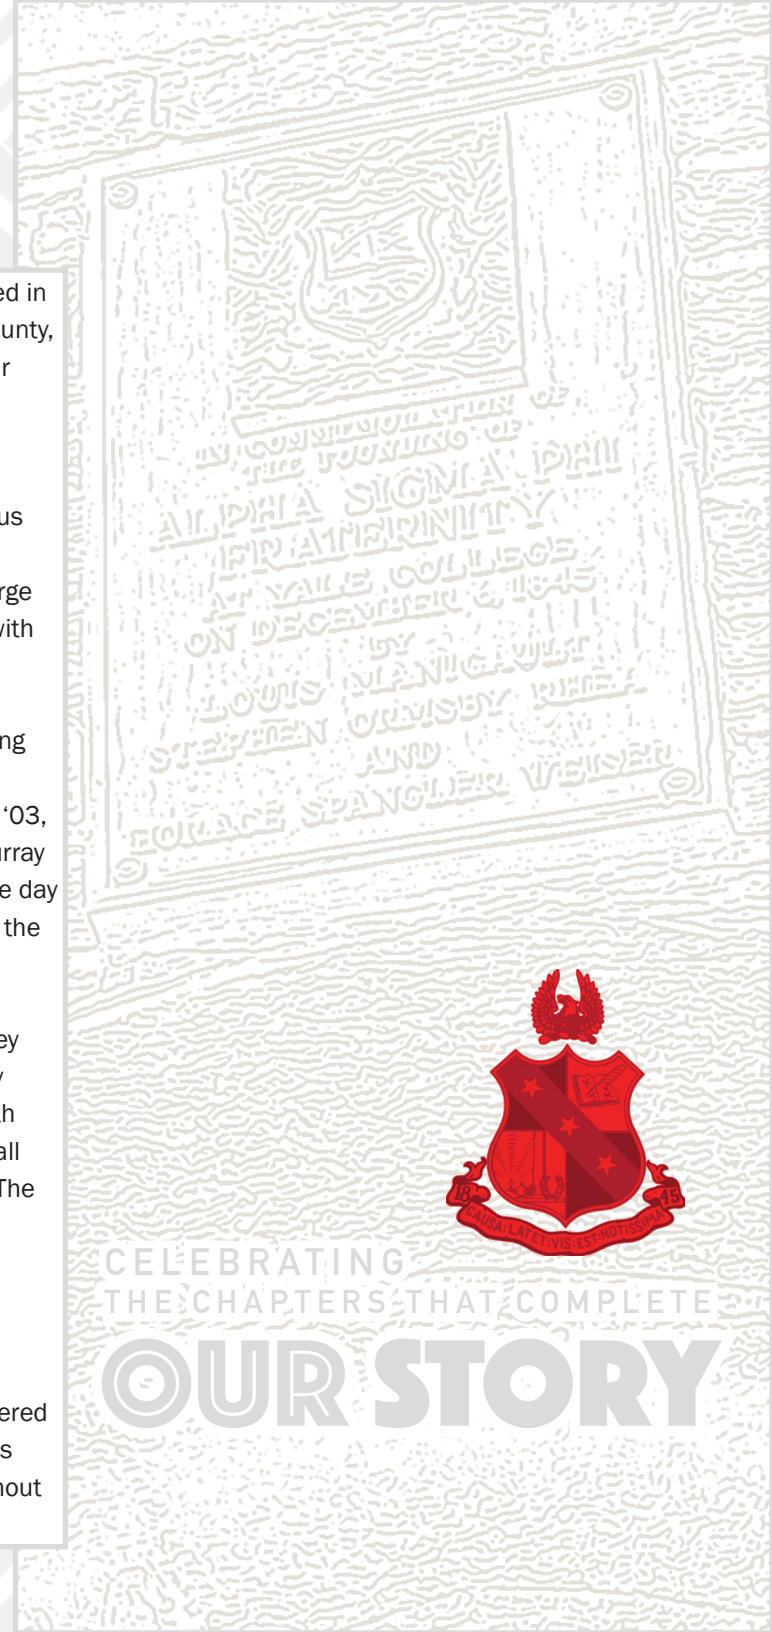 ed in
unty,
r
us
rge
vith
ng
‘03,
urray
e day
the
ey
th
all
The
ered
s
hout
IN COMMEMORATION OF
THE FOUNDING OF
ALPHA SIGMA PHI
FRATERNITY
AT YALE COLLEGE
ON DECEMBER 6, 1845
BY
LOUIS MANIGAULT
STEPHEN ORMSBY RHEA
AND
HORACE SPANGLER WEISER
18 45
CAUSA:LATET:VIS:EST:NOTISSIMA
CELEBRATING
THE CHAPTERS THAT COMPLETE
OUR STORY